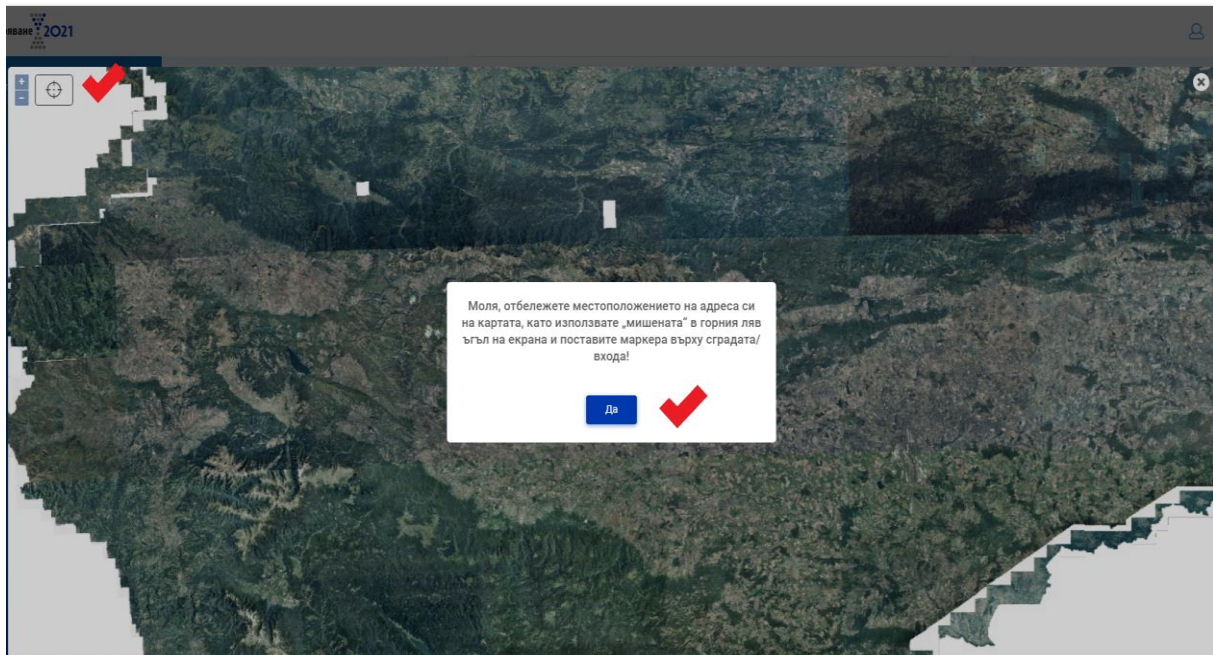 2021
+
-
Моля, отбележете местоположението на адреса си
на картата, като използвате „мишената“ в горния ляв
ъгъл на екрана и поставите маркера върху сградата/
входа!
Да